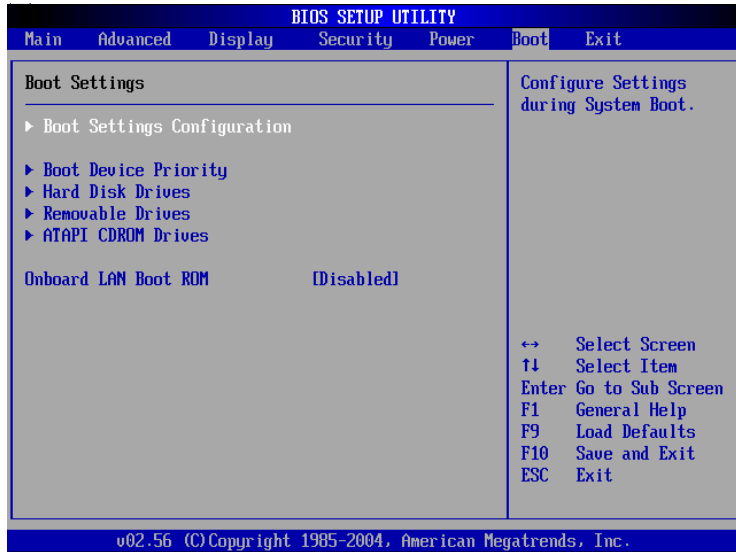 BIOS SETUP UTILITY
Main Advanced Display Security Power Boot Exit
Boot Settings
▶ Boot Settings Configuration
▶ Boot Device Priority
▶ Hard Disk Drives
▶ Removable Drives
▶ ATAPI CDROM Drives
Onboard LAN Boot ROM [Disabled]
Configure Settings
during System Boot.
↔ Select Screen
↑↓ Select Item
Enter Go to Sub Screen
F1 General Help
F9 Load Defaults
F10 Save and Exit
ESC Exit
v02.56 (C)Copyright 1985-2004, American Megatrends, Inc.